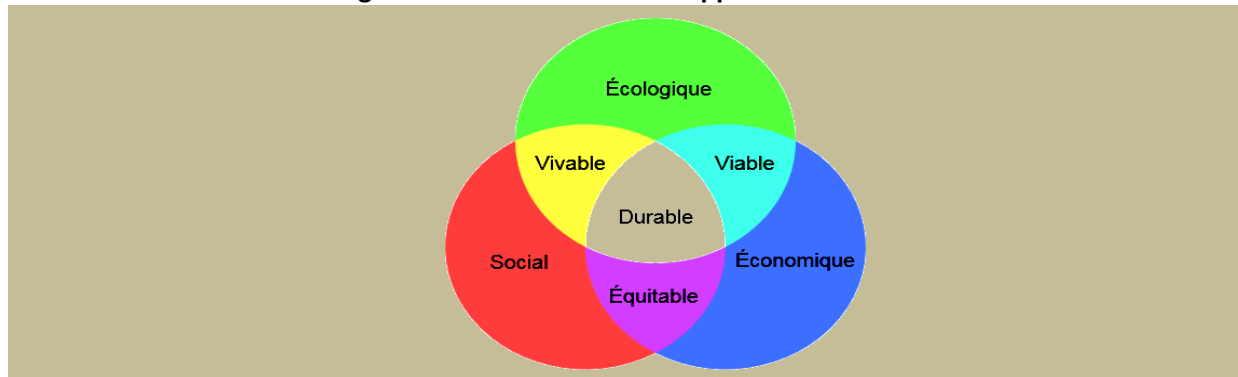 Écologique
Vivable
Viable
Durable
Social
Économique
Équitable